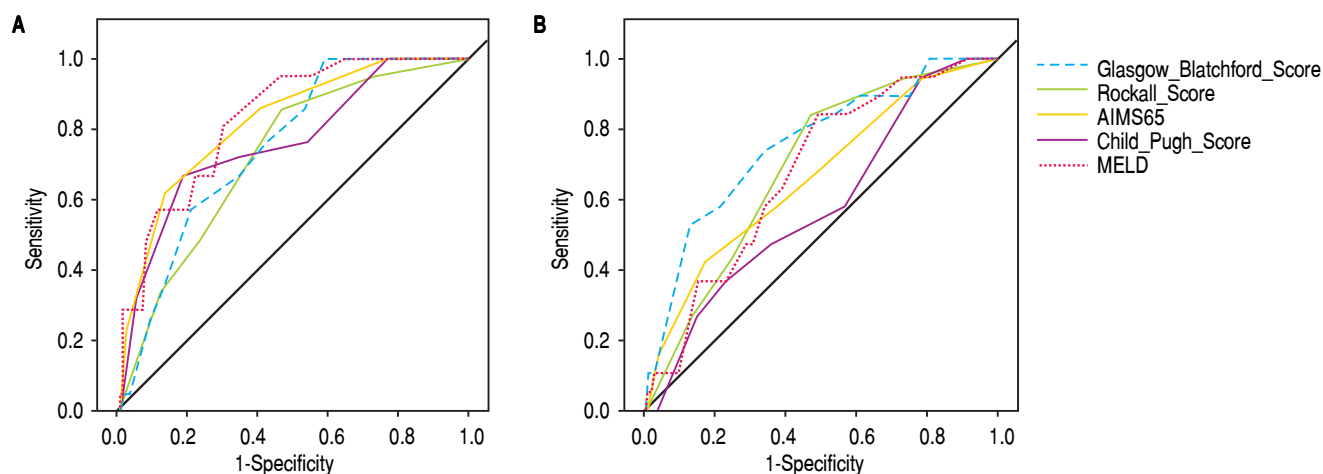 A
Sensitivity
1.0
0.8
0.6
0.4
0.2
0.0
0.0 0.2 0.4 0.6 0.8 1.0
1-Specificity
B
Sensitivity
1.0
0.8
0.6
0.4
0.2
0.0
0.0 0.2 0.4 0.6 0.8 1.0
1-Specificity
Glasgow_Blatchford_Score
Rockall_Score
AIMS65
Child_Pugh_Score
MELD